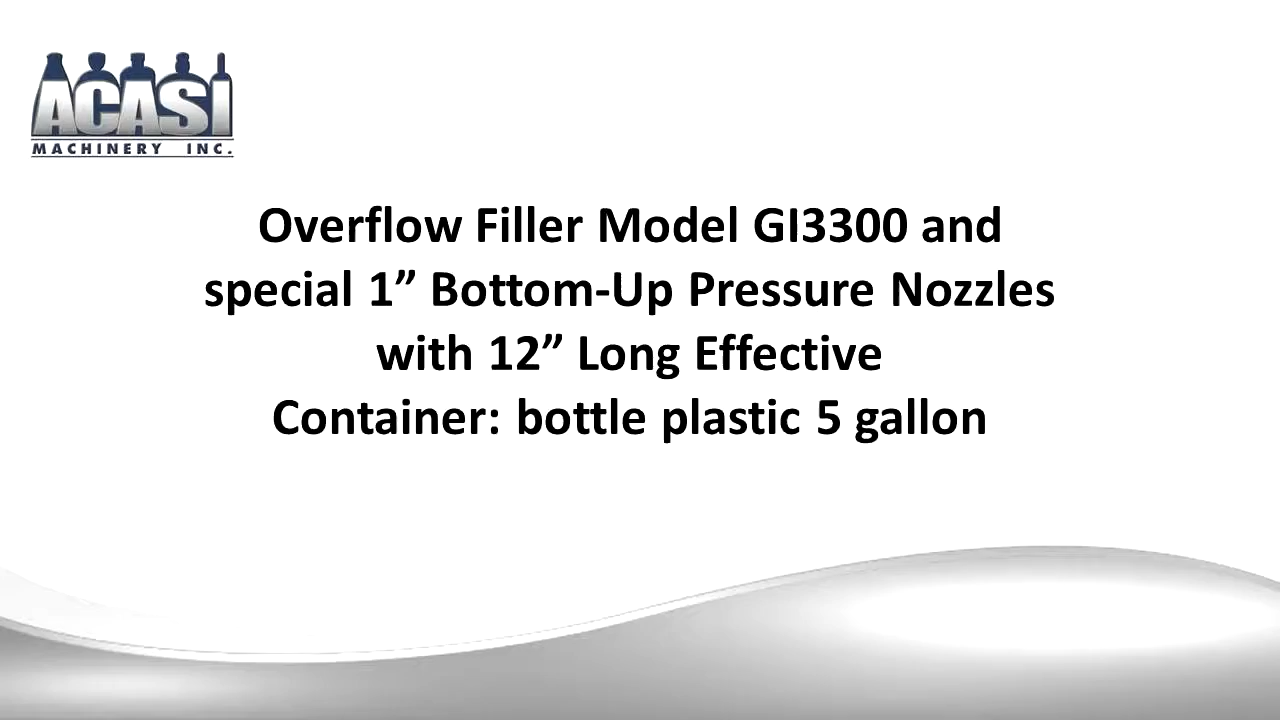 ACASI
MACHINERY INC.
Overflow Filler Model GI3300 and
special 1” Bottom-Up Pressure Nozzles
with 12” Long Effective
Container: bottle plastic 5 gallon